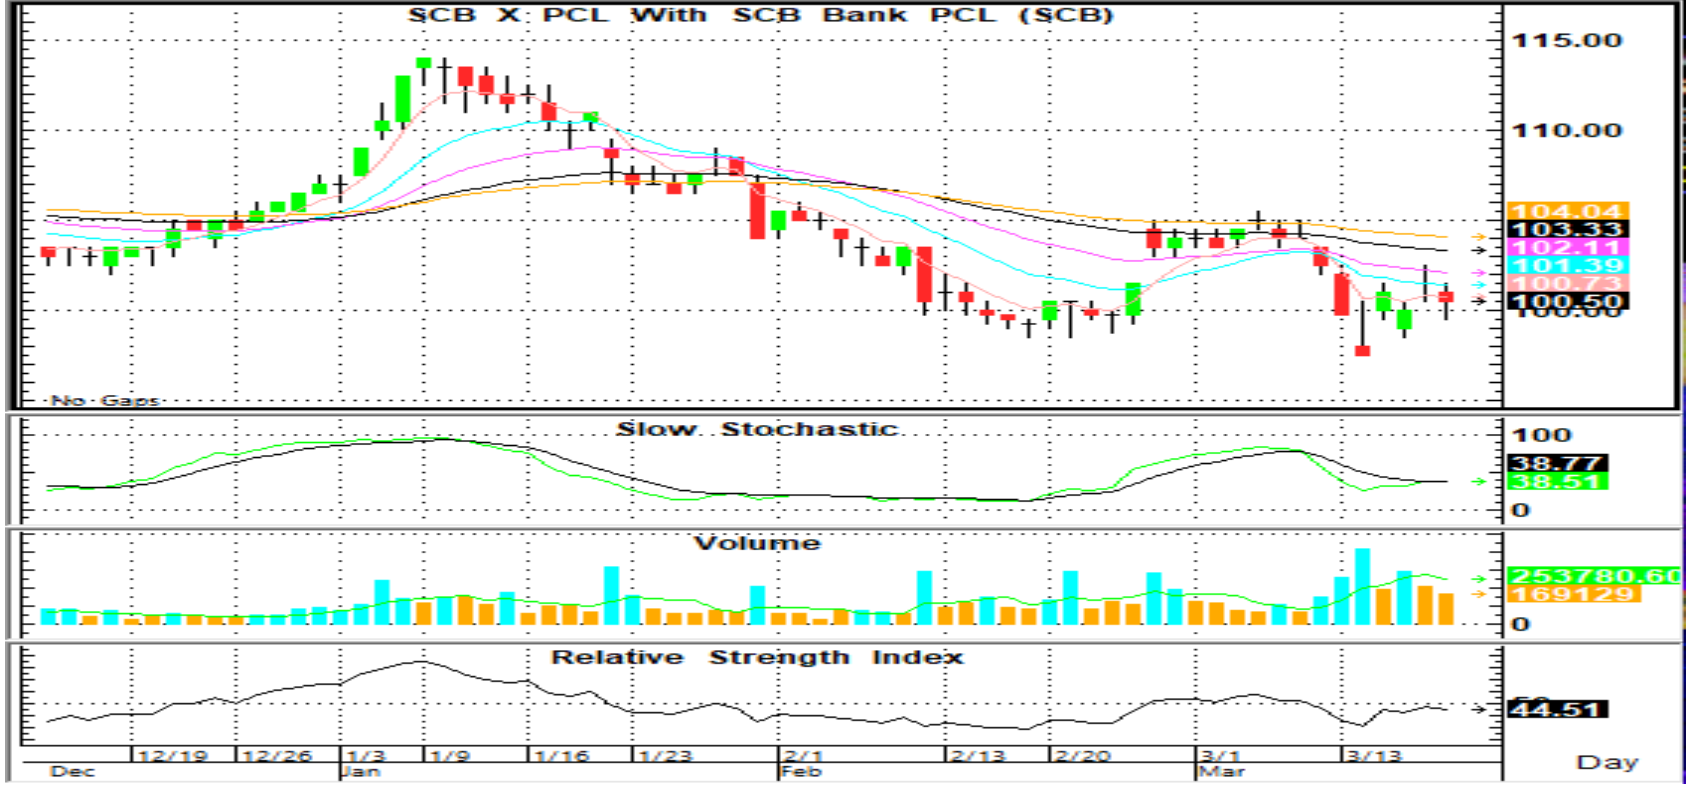 SCB X PCL With SCB Bank PCL (SCB)
115.00
110.00
104.04
103.33
102.11
101.39
100.73
100.50
100.00
No Gaps
Slow Stochastic
100
38.77
38.51
0
Volume
253780.60
169129
0
Relative Strength Index
50
44.51
12/19 12/26 1/3 1/9 1/16 1/23 2/1 2/13 2/20 3/1 3/13
Dec Jan Feb Mar
Day